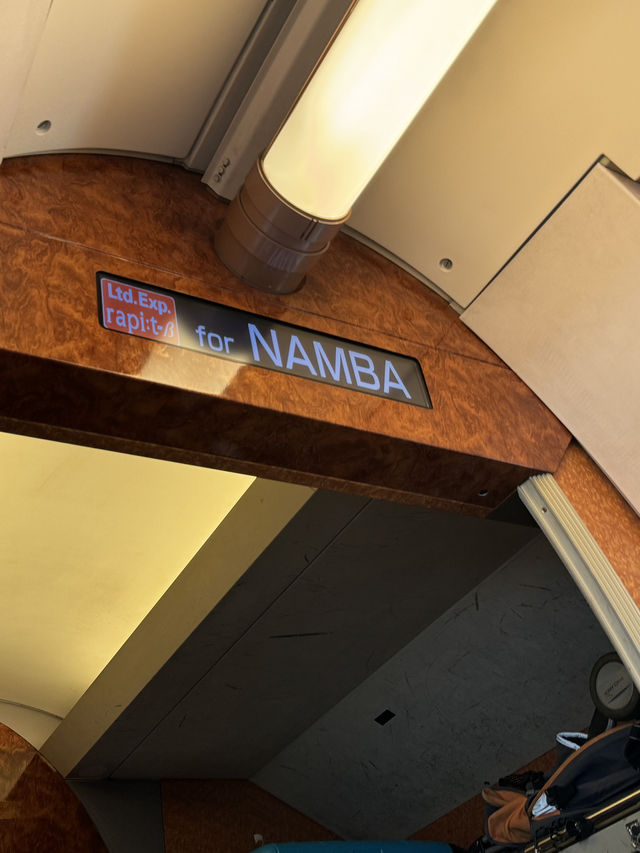 Ltd.Exp.
rapi:t-β for NAMBA